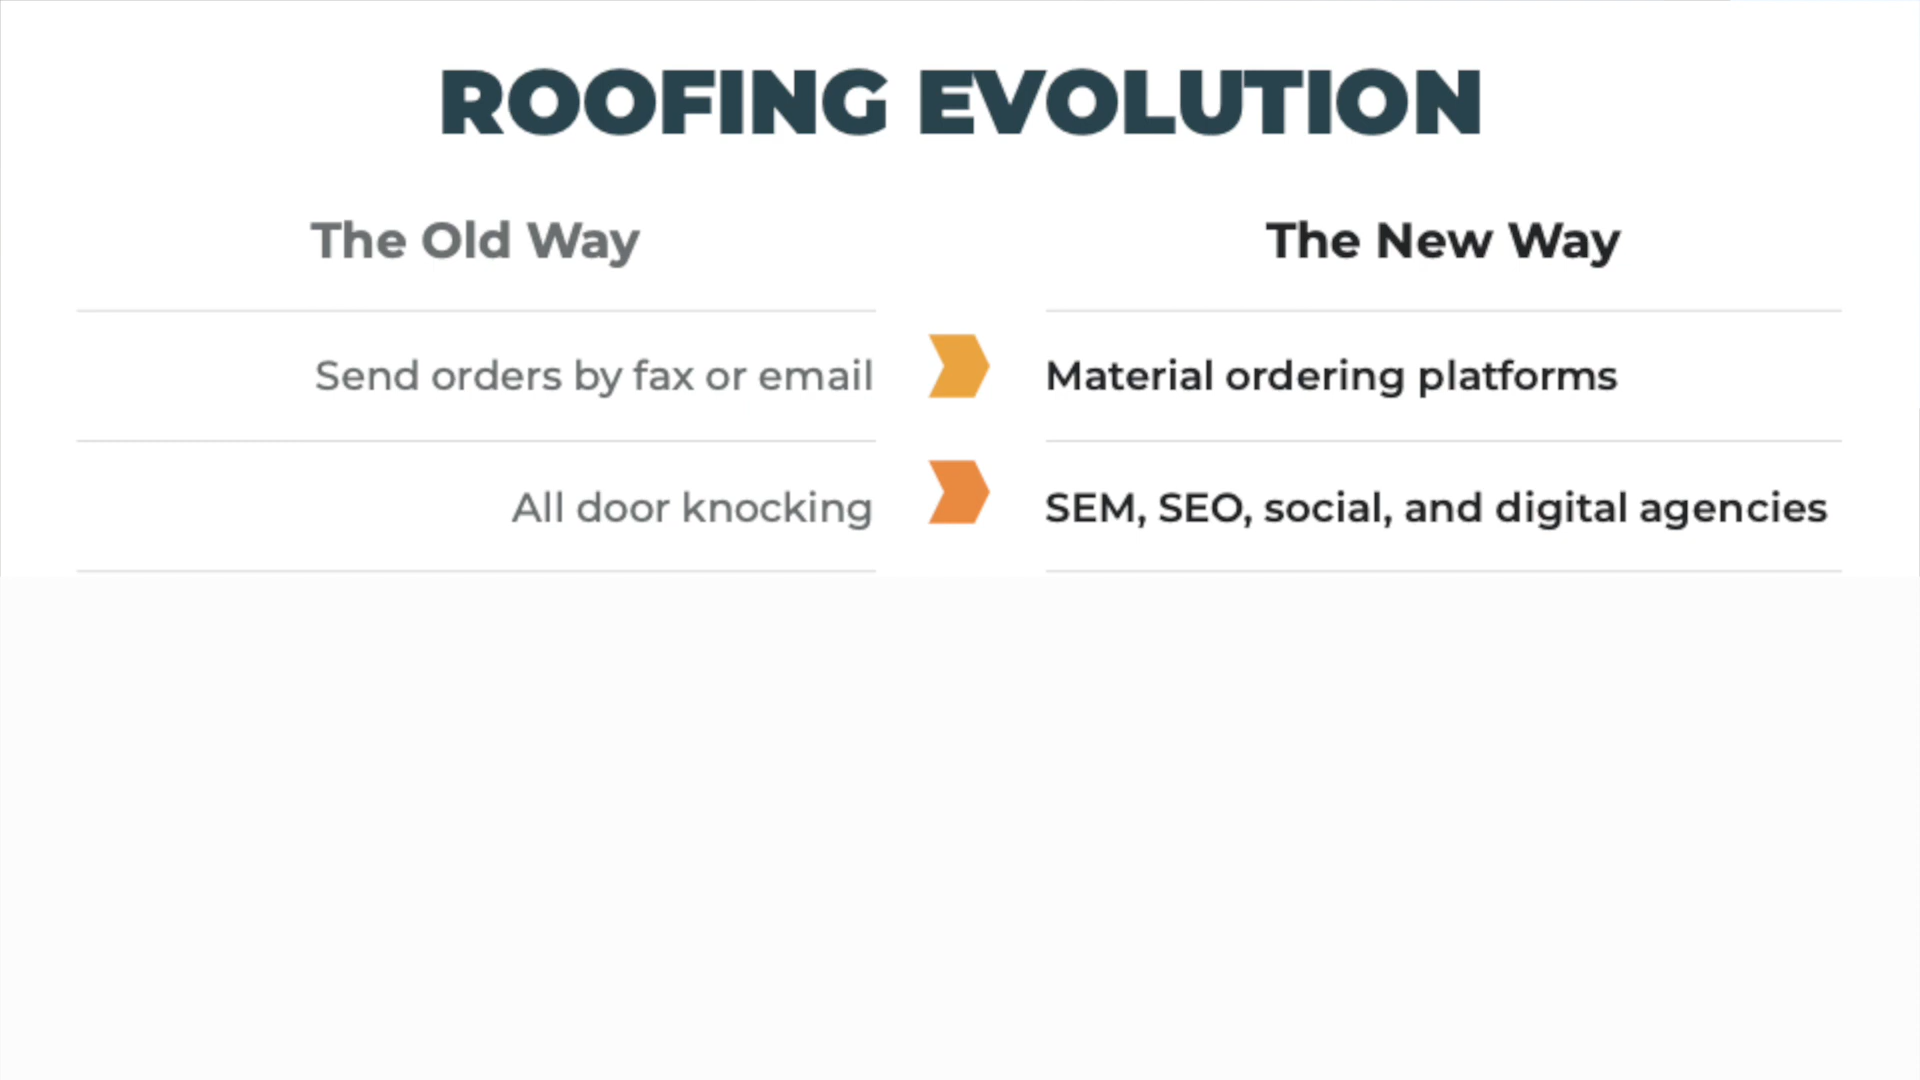 ROOFING EVOLUTION
The Old Way
The New Way
Send orders by fax or email
Material ordering platforms
All door knocking
SEM, SEO, social, and digital agencies